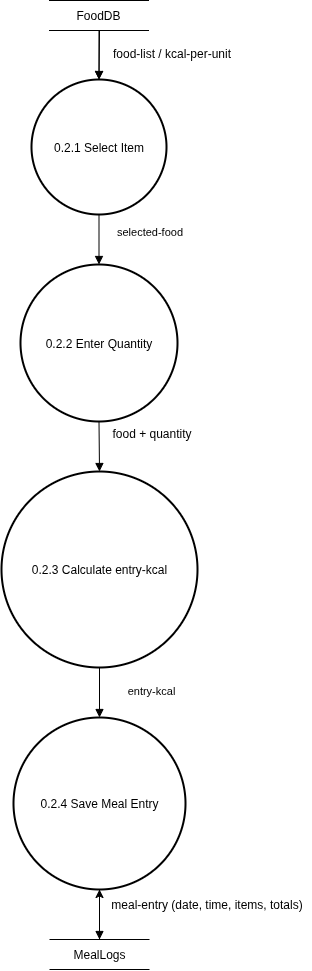 FoodDB
food-list / kcal-per-unit
0.2.1 Select Item
selected-food
0.2.2 Enter Quantity
food + quantity
0.2.3 Calculate entry-kcal
entry-kcal
0.2.4 Save Meal Entry
meal-entry (date, time, items, totals)
MealLogs